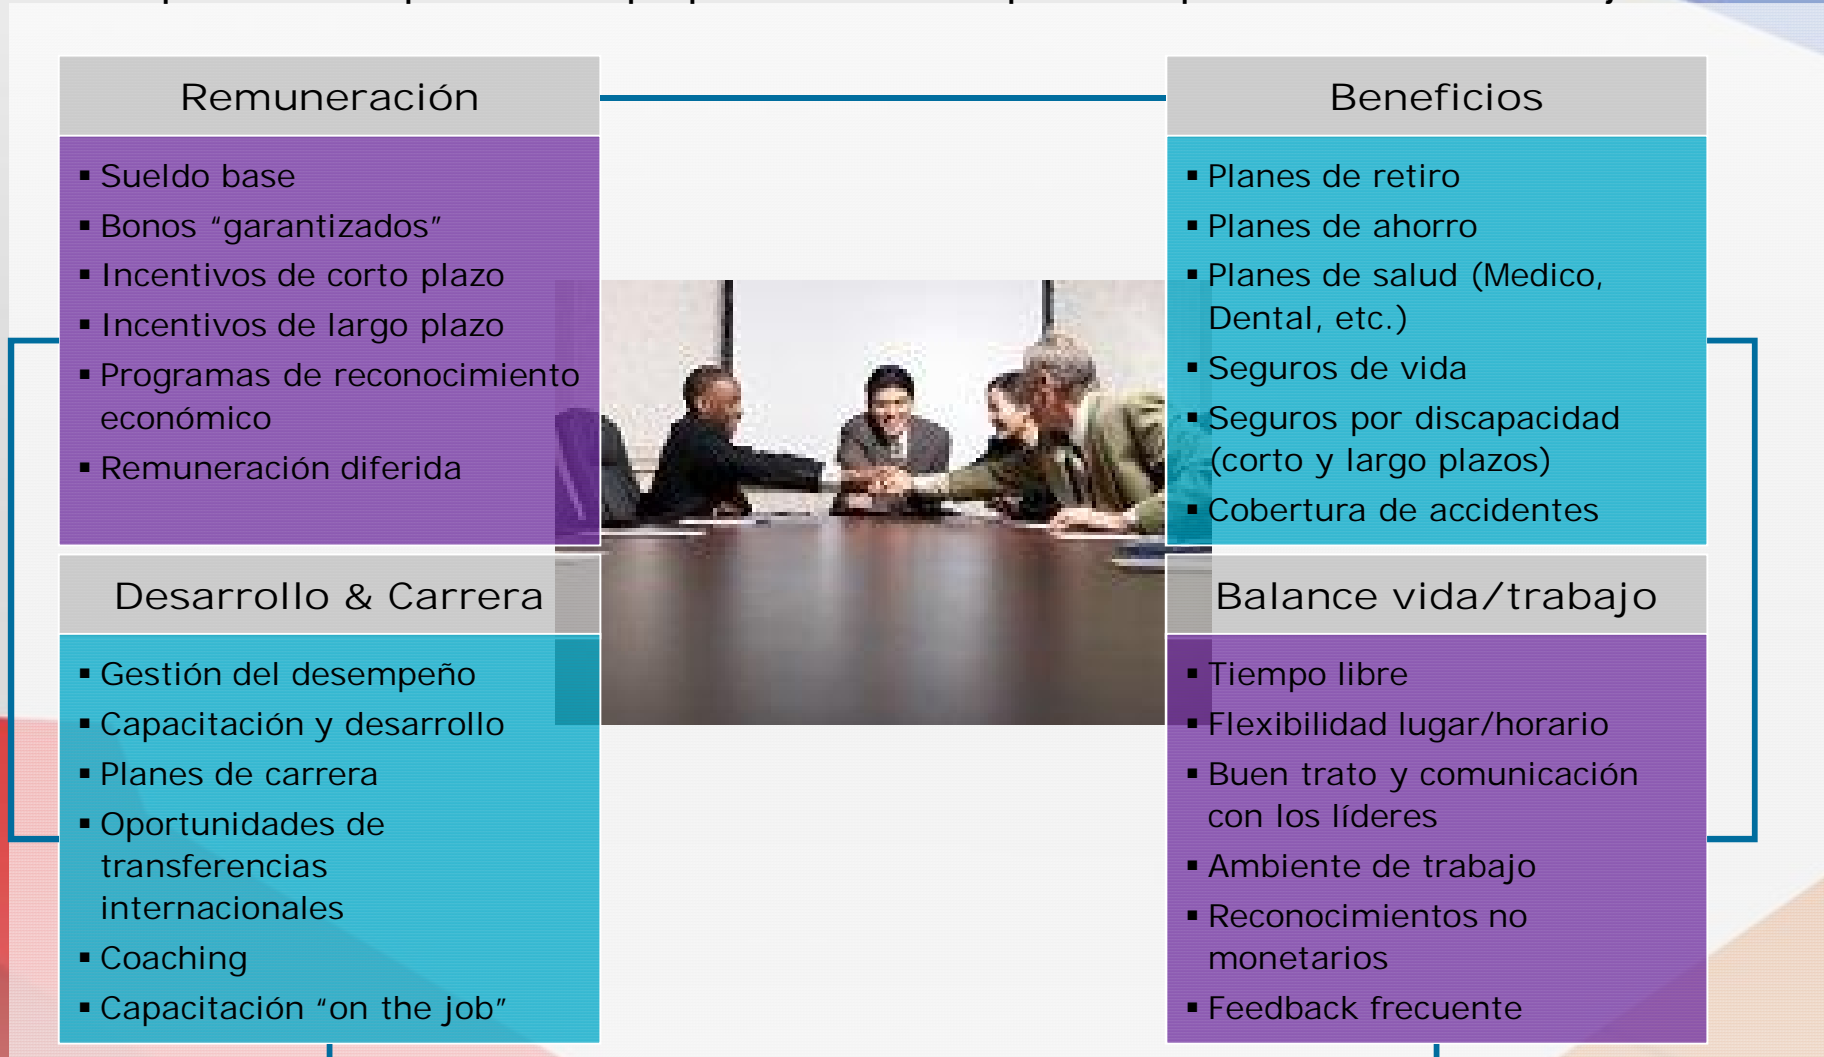 Remuneración
▪ Sueldo base
▪ Bonos “garantizados”
▪ Incentivos de corto plazo
▪ Incentivos de largo plazo
▪ Programas de reconocimiento
económico
▪ Remuneración diferida
Beneficios
▪ Planes de retiro
▪ Planes de ahorro
▪ Planes de salud (Medico,
Dental, etc.)
▪ Seguros de vida
▪ Seguros por discapacidad
(corto y largo plazos)
▪ Cobertura de accidentes
Desarrollo & Carrera
▪ Gestión del desempeño
▪ Capacitación y desarrollo
▪ Planes de carrera
▪ Oportunidades de
transferencias
internacionales
▪ Coaching
▪ Capacitación “on the job”
Balance vida/trabajo
▪ Tiempo libre
▪ Flexibilidad lugar/horario
▪ Buen trato y comunicación
con los líderes
▪ Ambiente de trabajo
▪ Reconocimientos no
monetarios
▪ Feedback frecuente